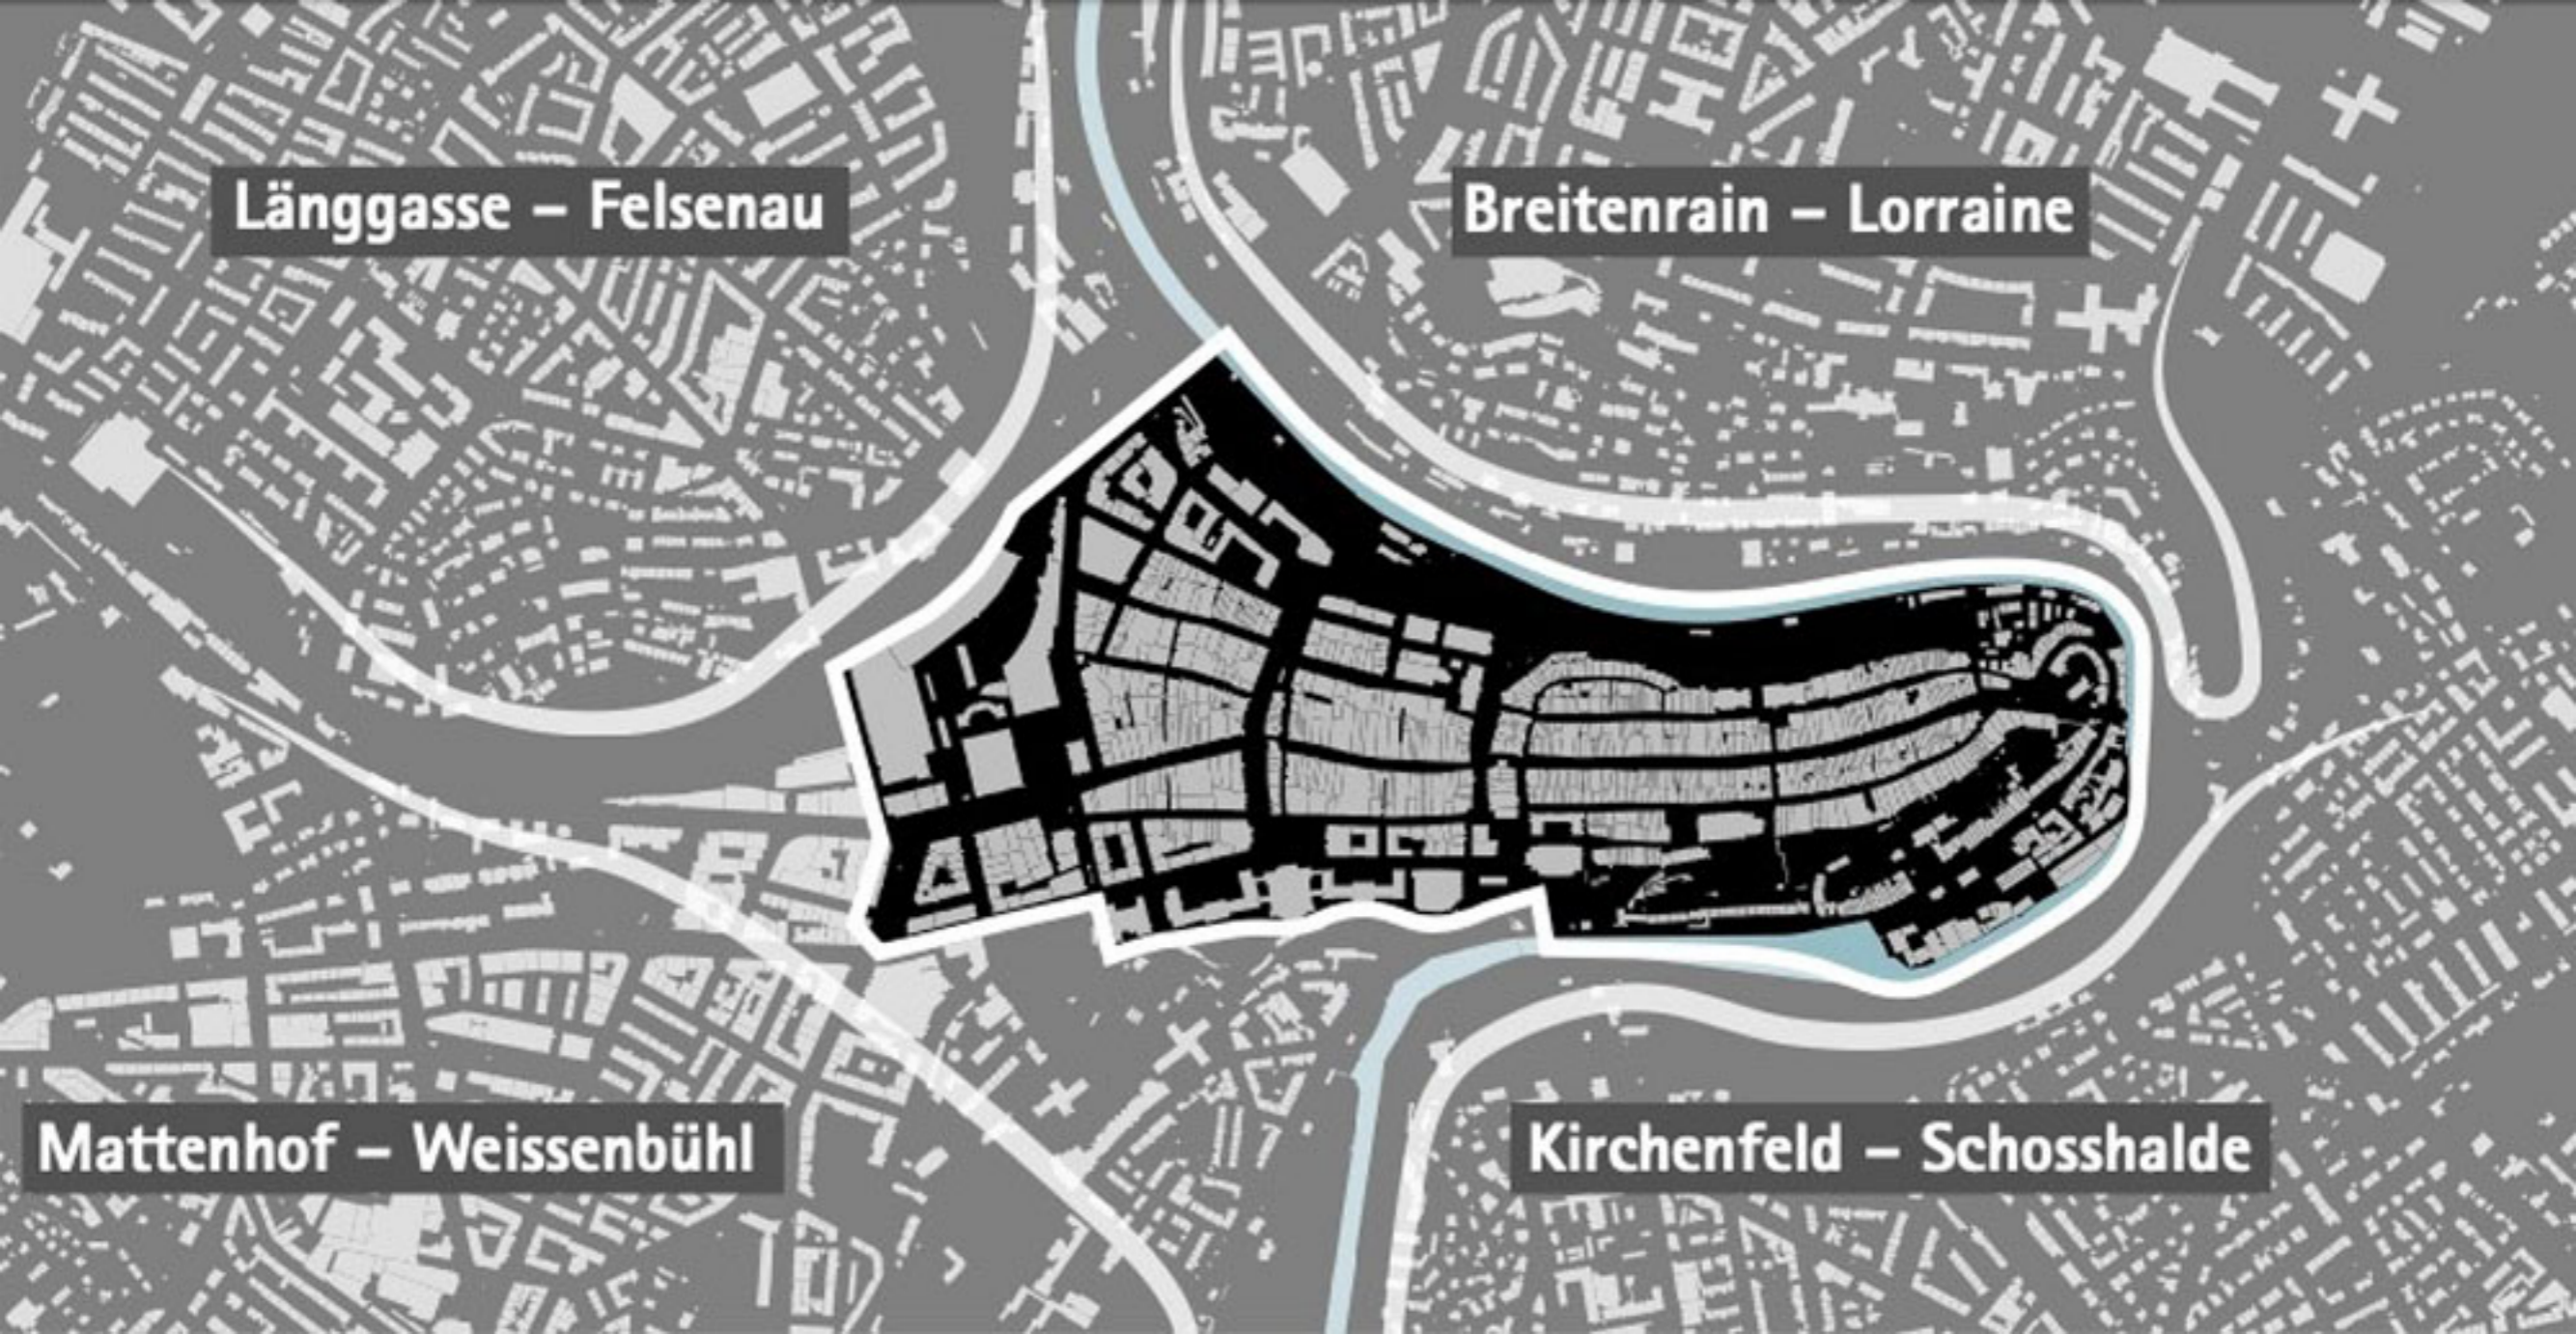 Länggasse – Felsenau
Breitenrain – Lorraine
Mattenhof – Weissenbühl
Kirchenfeld – Schosshalde